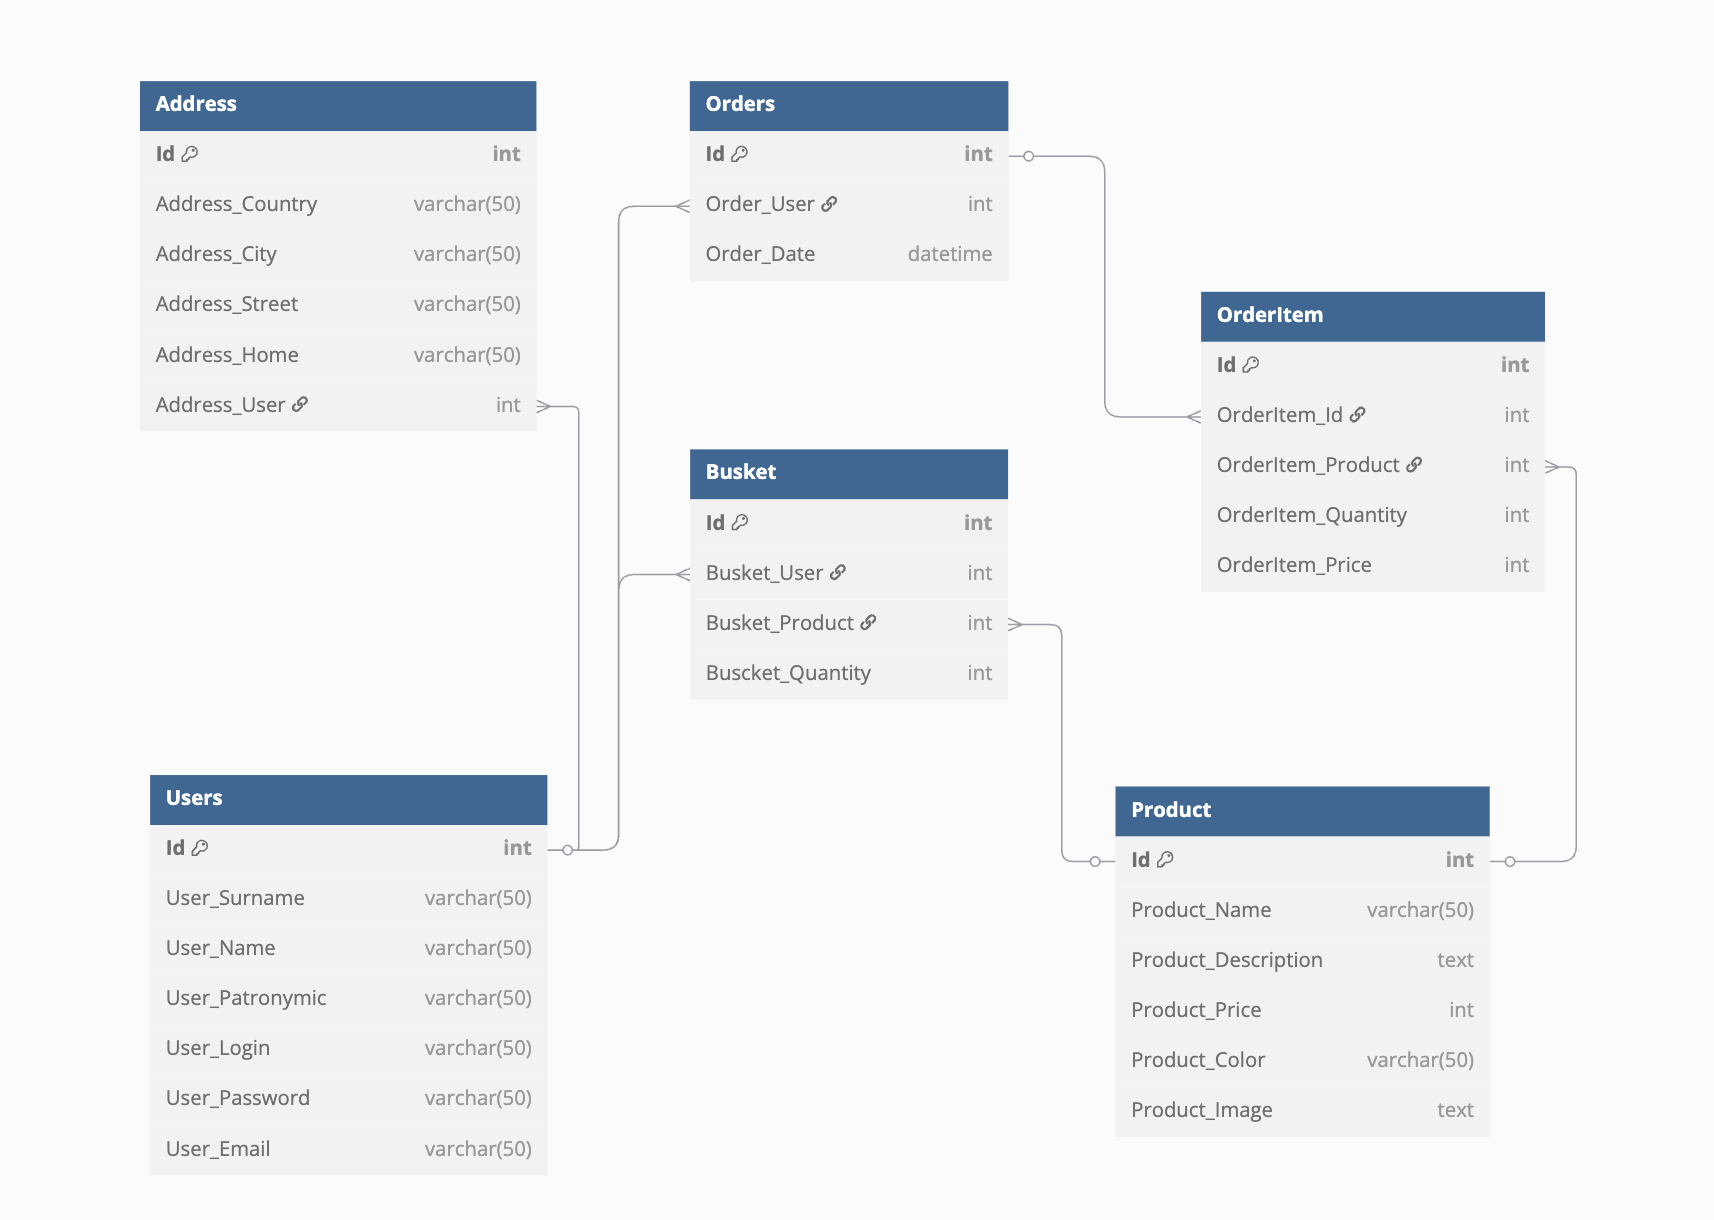 Address
Id int
Address_Country varchar(50)
Address_City varchar(50)
Address_Street varchar(50)
Address_Home varchar(50)
Address_User int
Orders
Id int
Order_User int
Order_Date datetime
OrderItem
Id int
OrderItem_Id int
OrderItem_Product int
OrderItem_Quantity int
OrderItem_Price int
Busket
Id int
Busket_User int
Busket_Product int
Buscket_Quantity int
Users
Id int
User_Surname varchar(50)
User_Name varchar(50)
User_Patronymic varchar(50)
User_Login varchar(50)
User_Password varchar(50)
User_Email varchar(50)
Product
Id int
Product_Name varchar(50)
Product_Description text
Product_Price int
Product_Color varchar(50)
Product_Image text